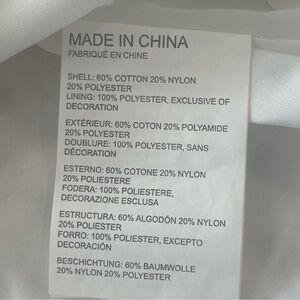 MADE IN CHINA
FABRIQUÉ EN CHINE
SHELL: 60% COTTON 20% NYLON
20% POLYESTER
LINING: 100% POLYESTER, EXCLUSIVE OF
DECORATION
EXTÉRIEUR: 60% COTON 20% POLYAMIDE
20% POLYESTER
DOUBLURE: 100% POLYESTER, SANS
DÉCORATION
ESTERNO: 60% COTONE 20% NYLON
20% POLIESTERE
FODERA: 100% POLIESTERE,
DECORAZIONE ESCLUSA
ESTRUCTURA: 60% ALGODÓN 20% NYLON
20% POLIESTER
FORRO: 100% POLIESTER, EXCEPTO
DECORACIÓN
BESCHICHTUNG: 60% BAUMWOLLE
20% NYLON 20% POLYESTER